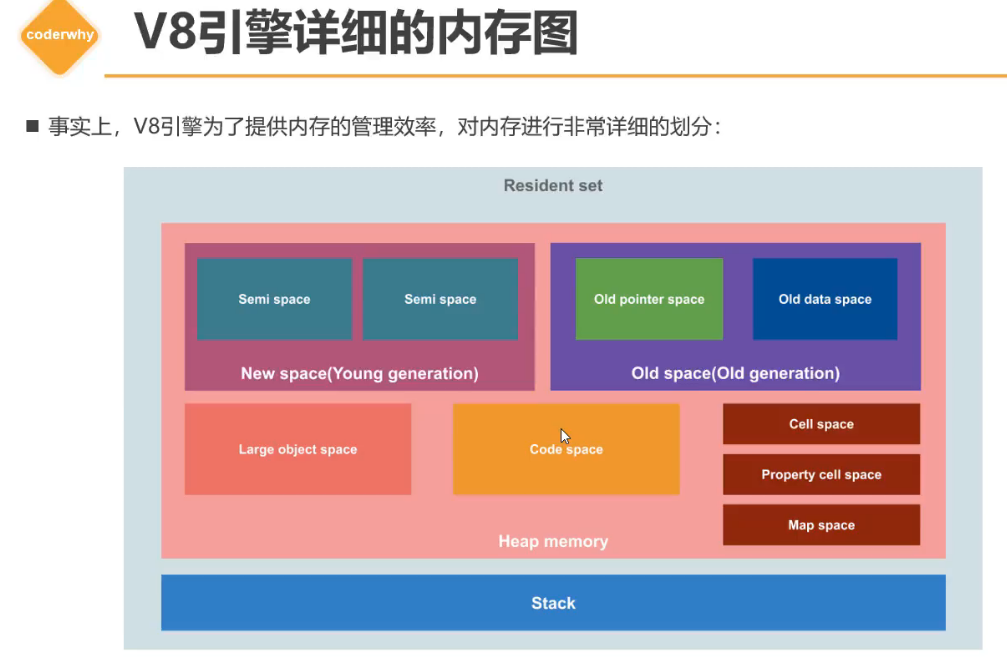 coderwhy
V8引擎详细的内存图
■ 事实上，V8引擎为了提供内存的管理效率，对内存进行非常详细的划分：
Resident set
Semi space
Semi space
Old pointer space
Old data space
New space(Young generation)
Old space(Old generation)
Large object space
Code space
Cell space
Property cell space
Map space
Heap memory
Stack